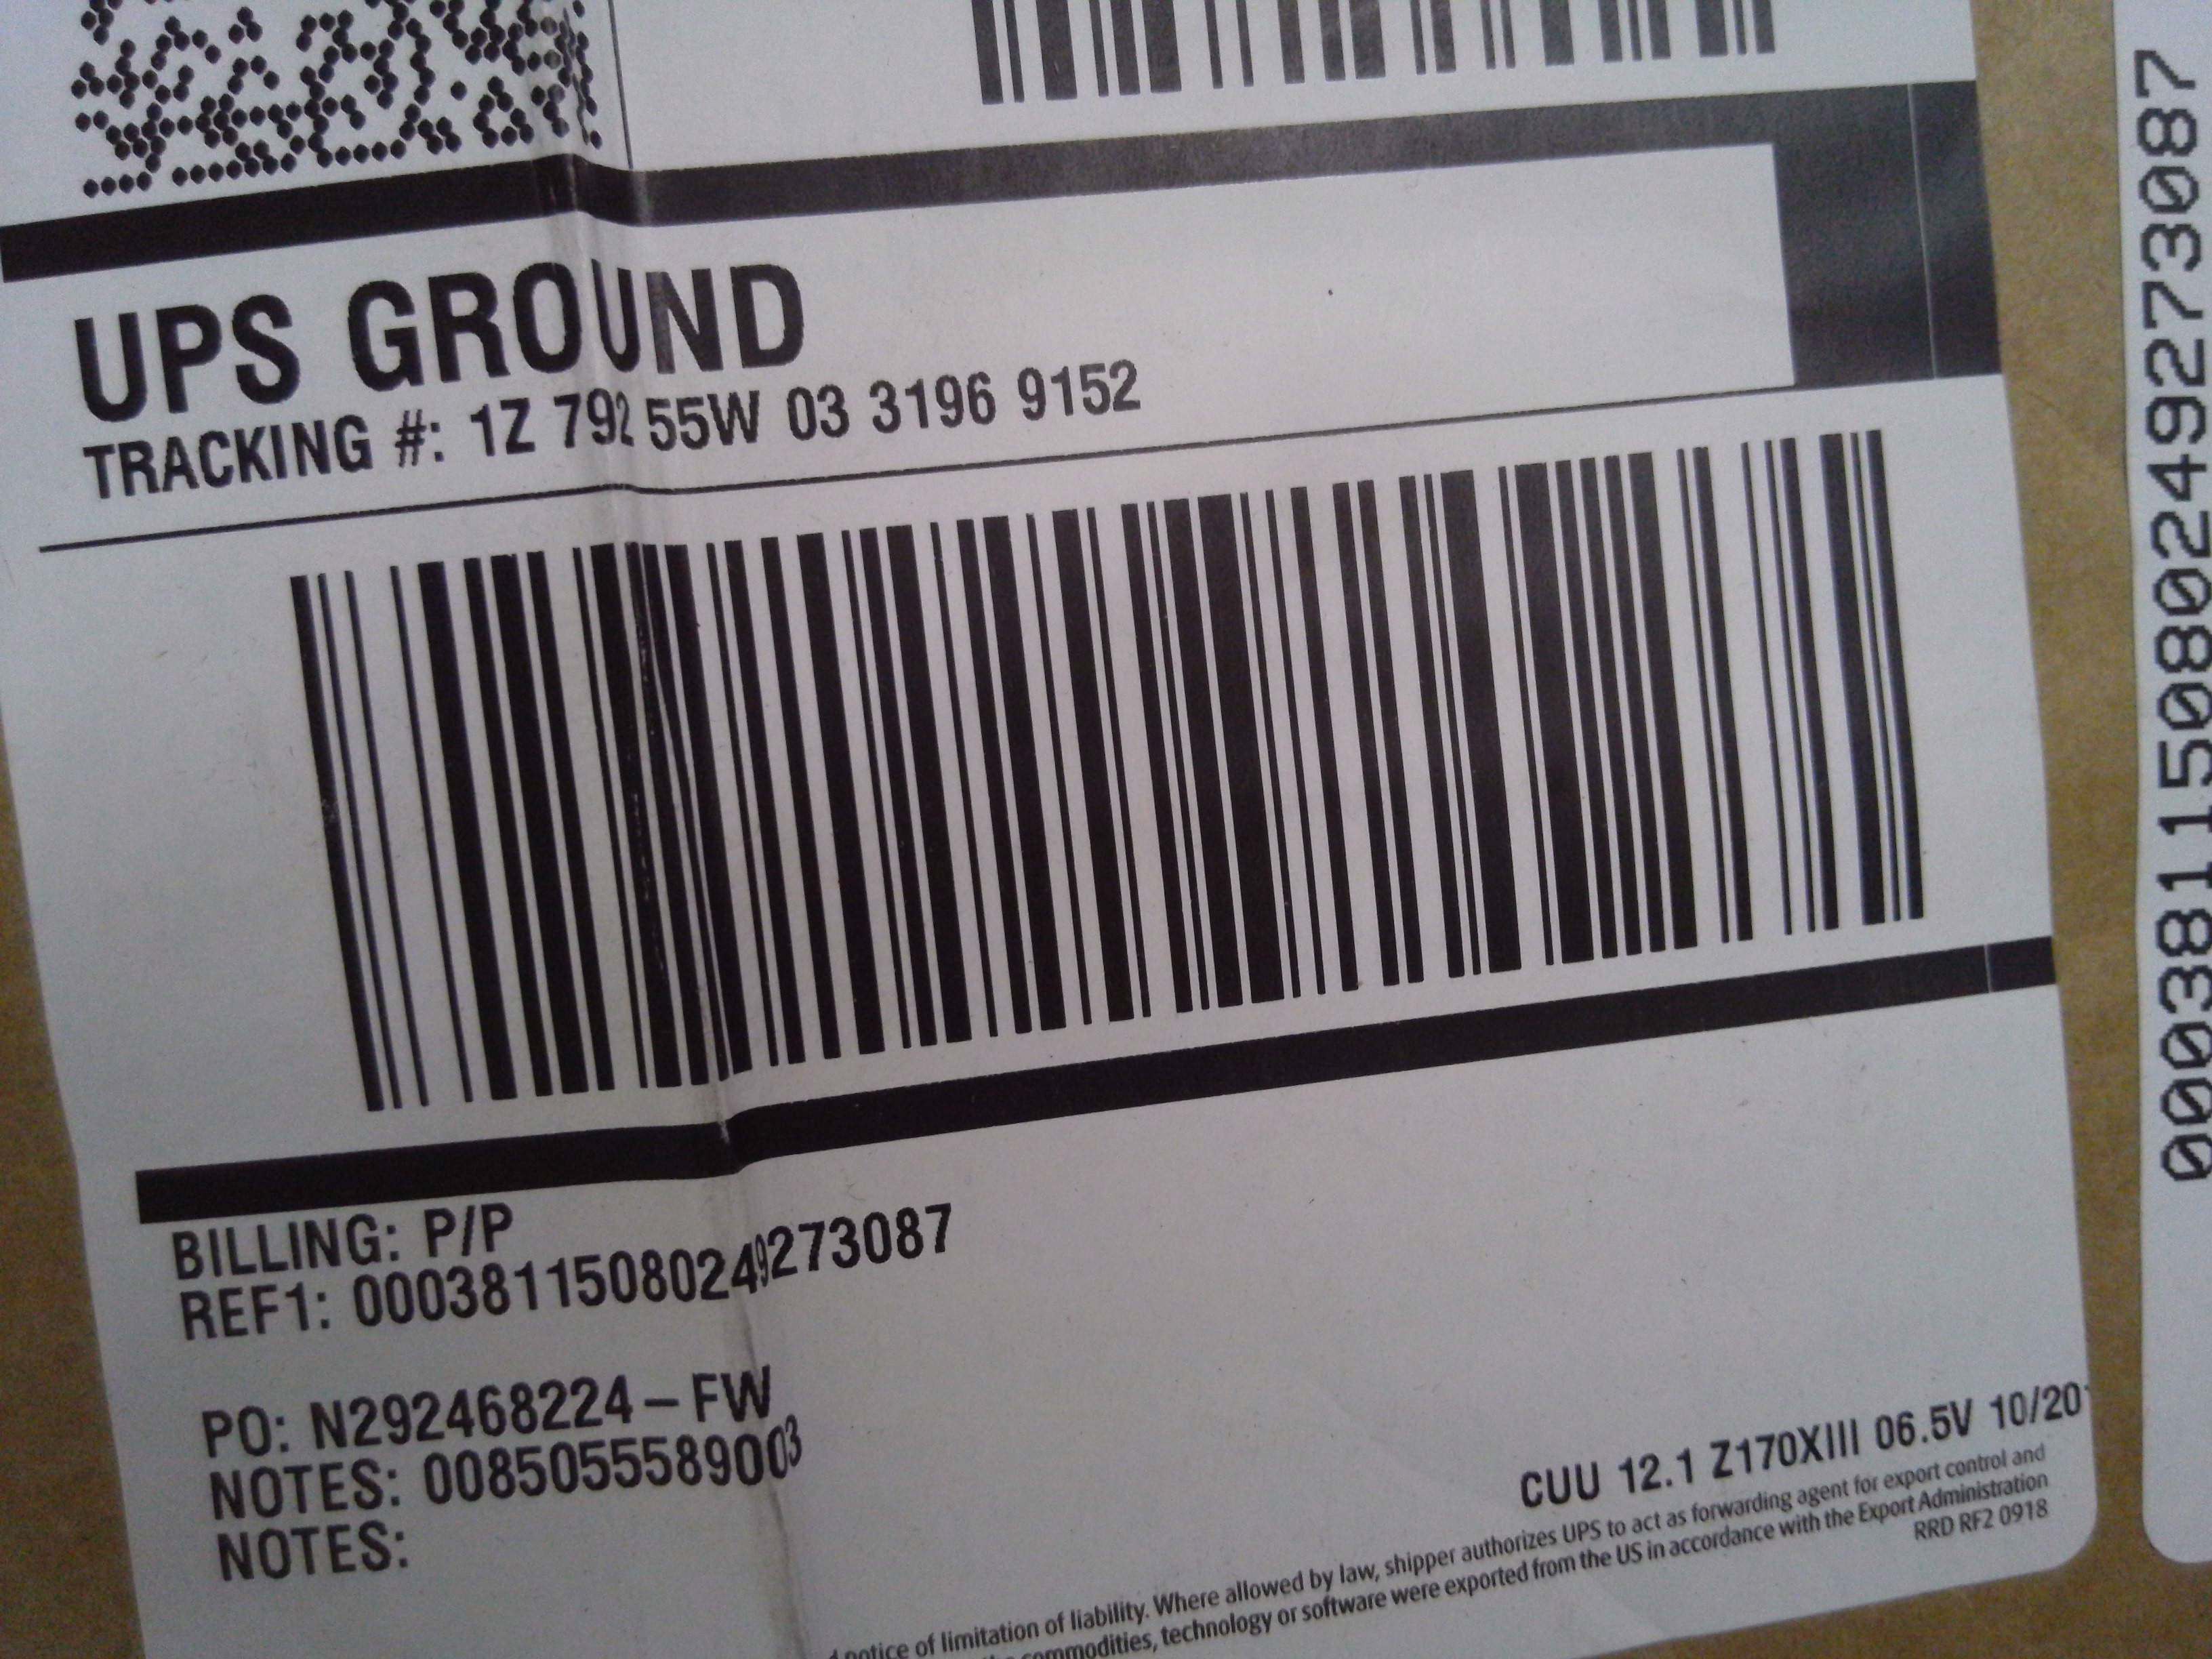 UPS GROUND
TRACKING #: 1Z 792 55W 03 3196 9152
BILLING: P/P
REF1: 00038115080249273087
PO: N292468224-FW
NOTES: 0085055589003
NOTES:
CUU 12.1 Z170XIII 06.5V 10/20
notice of limitation of liability. Where allowed by law, shipper authorizes UPS to act as forwarding agent for export control and
commodities, technology or software were exported from the US in accordance with the Export Administration
RRD RF2 0918
00038115080249273087